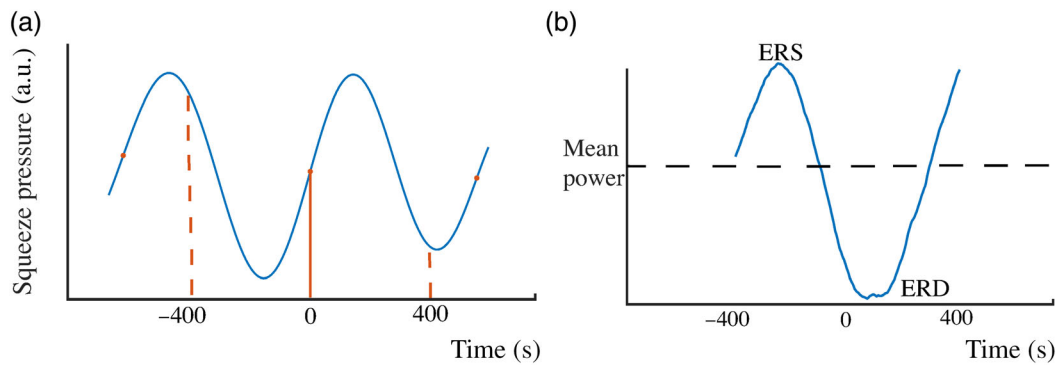 (a)
Squeeze pressure (a.u.)
−400
0
400
Time (s)
(b)
ERS
Mean
power
ERD
−400
0
400
Time (s)